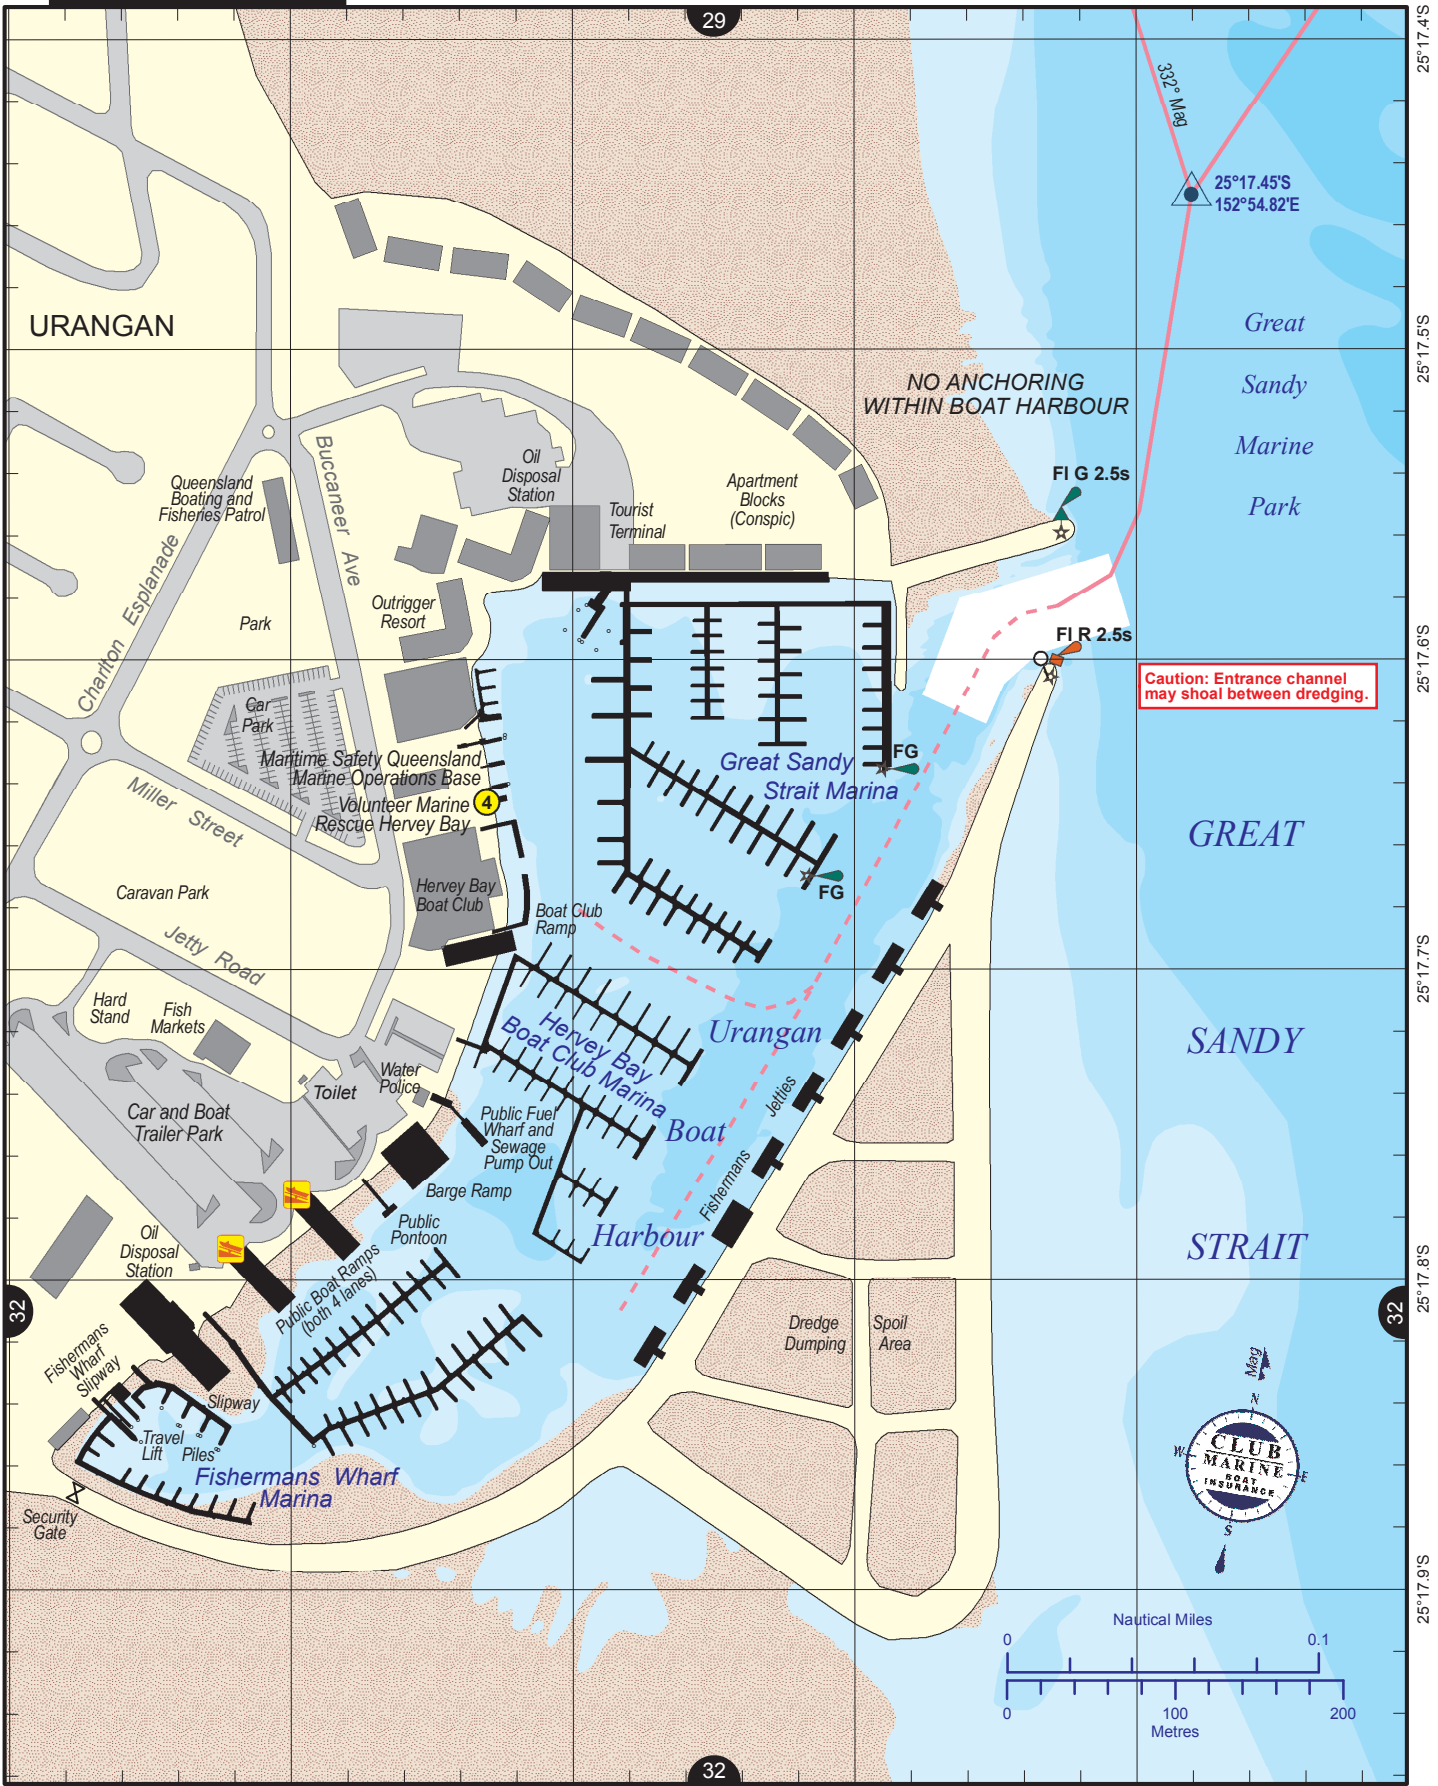 29
25°17.4'S
332° Mag
25°17.45'S
152°54.82'E
URANGAN
Great
Sandy
Marine
Park
25°17.5'S
NO ANCHORING
WITHIN BOAT HARBOUR
Buccaneer Ave
Oil
Disposal
Station
Queensland
Boating and
Fisheries Patrol
Tourist
Terminal
Apartment
Blocks
(Conspic)
Fl G 2.5s
Charlton Esplanade
Park
Outrigger
Resort
Fl R 2.5s
25°17.6'S
Caution: Entrance channel
may shoal between dredging.
Car
Park
Maritime Safety Queensland
Marine Operations Base
Volunteer Marine
Rescue Hervey Bay
4
Great Sandy
Strait Marina
FG
FG
Miller Street
GREAT
Caravan Park
Hervey Bay
Boat Club
Boat Club
Ramp
Jetty Road
25°17.7'S
Hard
Stand
Fish
Markets
Hervey Bay
Boat Club Marina
Urangan
SANDY
Water
Police
Toilet
Car and Boat
Trailer Park
Public Fuel
Wharf and
Sewage
Pump Out
Boat
Jetties
Fishermans
Barge Ramp
Public
Pontoon
Harbour
STRAIT
Oil
Disposal
Station
Public Boat Ramps
(both 4 lanes)
25°17.8'S
32
32
Dredge
Dumping
Spoil
Area
Fishermans
Wharf
Slipway
Slipway
Travel
Lift
Piles
Fishermans Wharf
Marina
Security
Gate
Mag
N
W
E
S
CLUB
MARINE
BOAT
INSURANCE
25°17.9'S
Nautical Miles
0
0.1
0
100
200
Metres
32